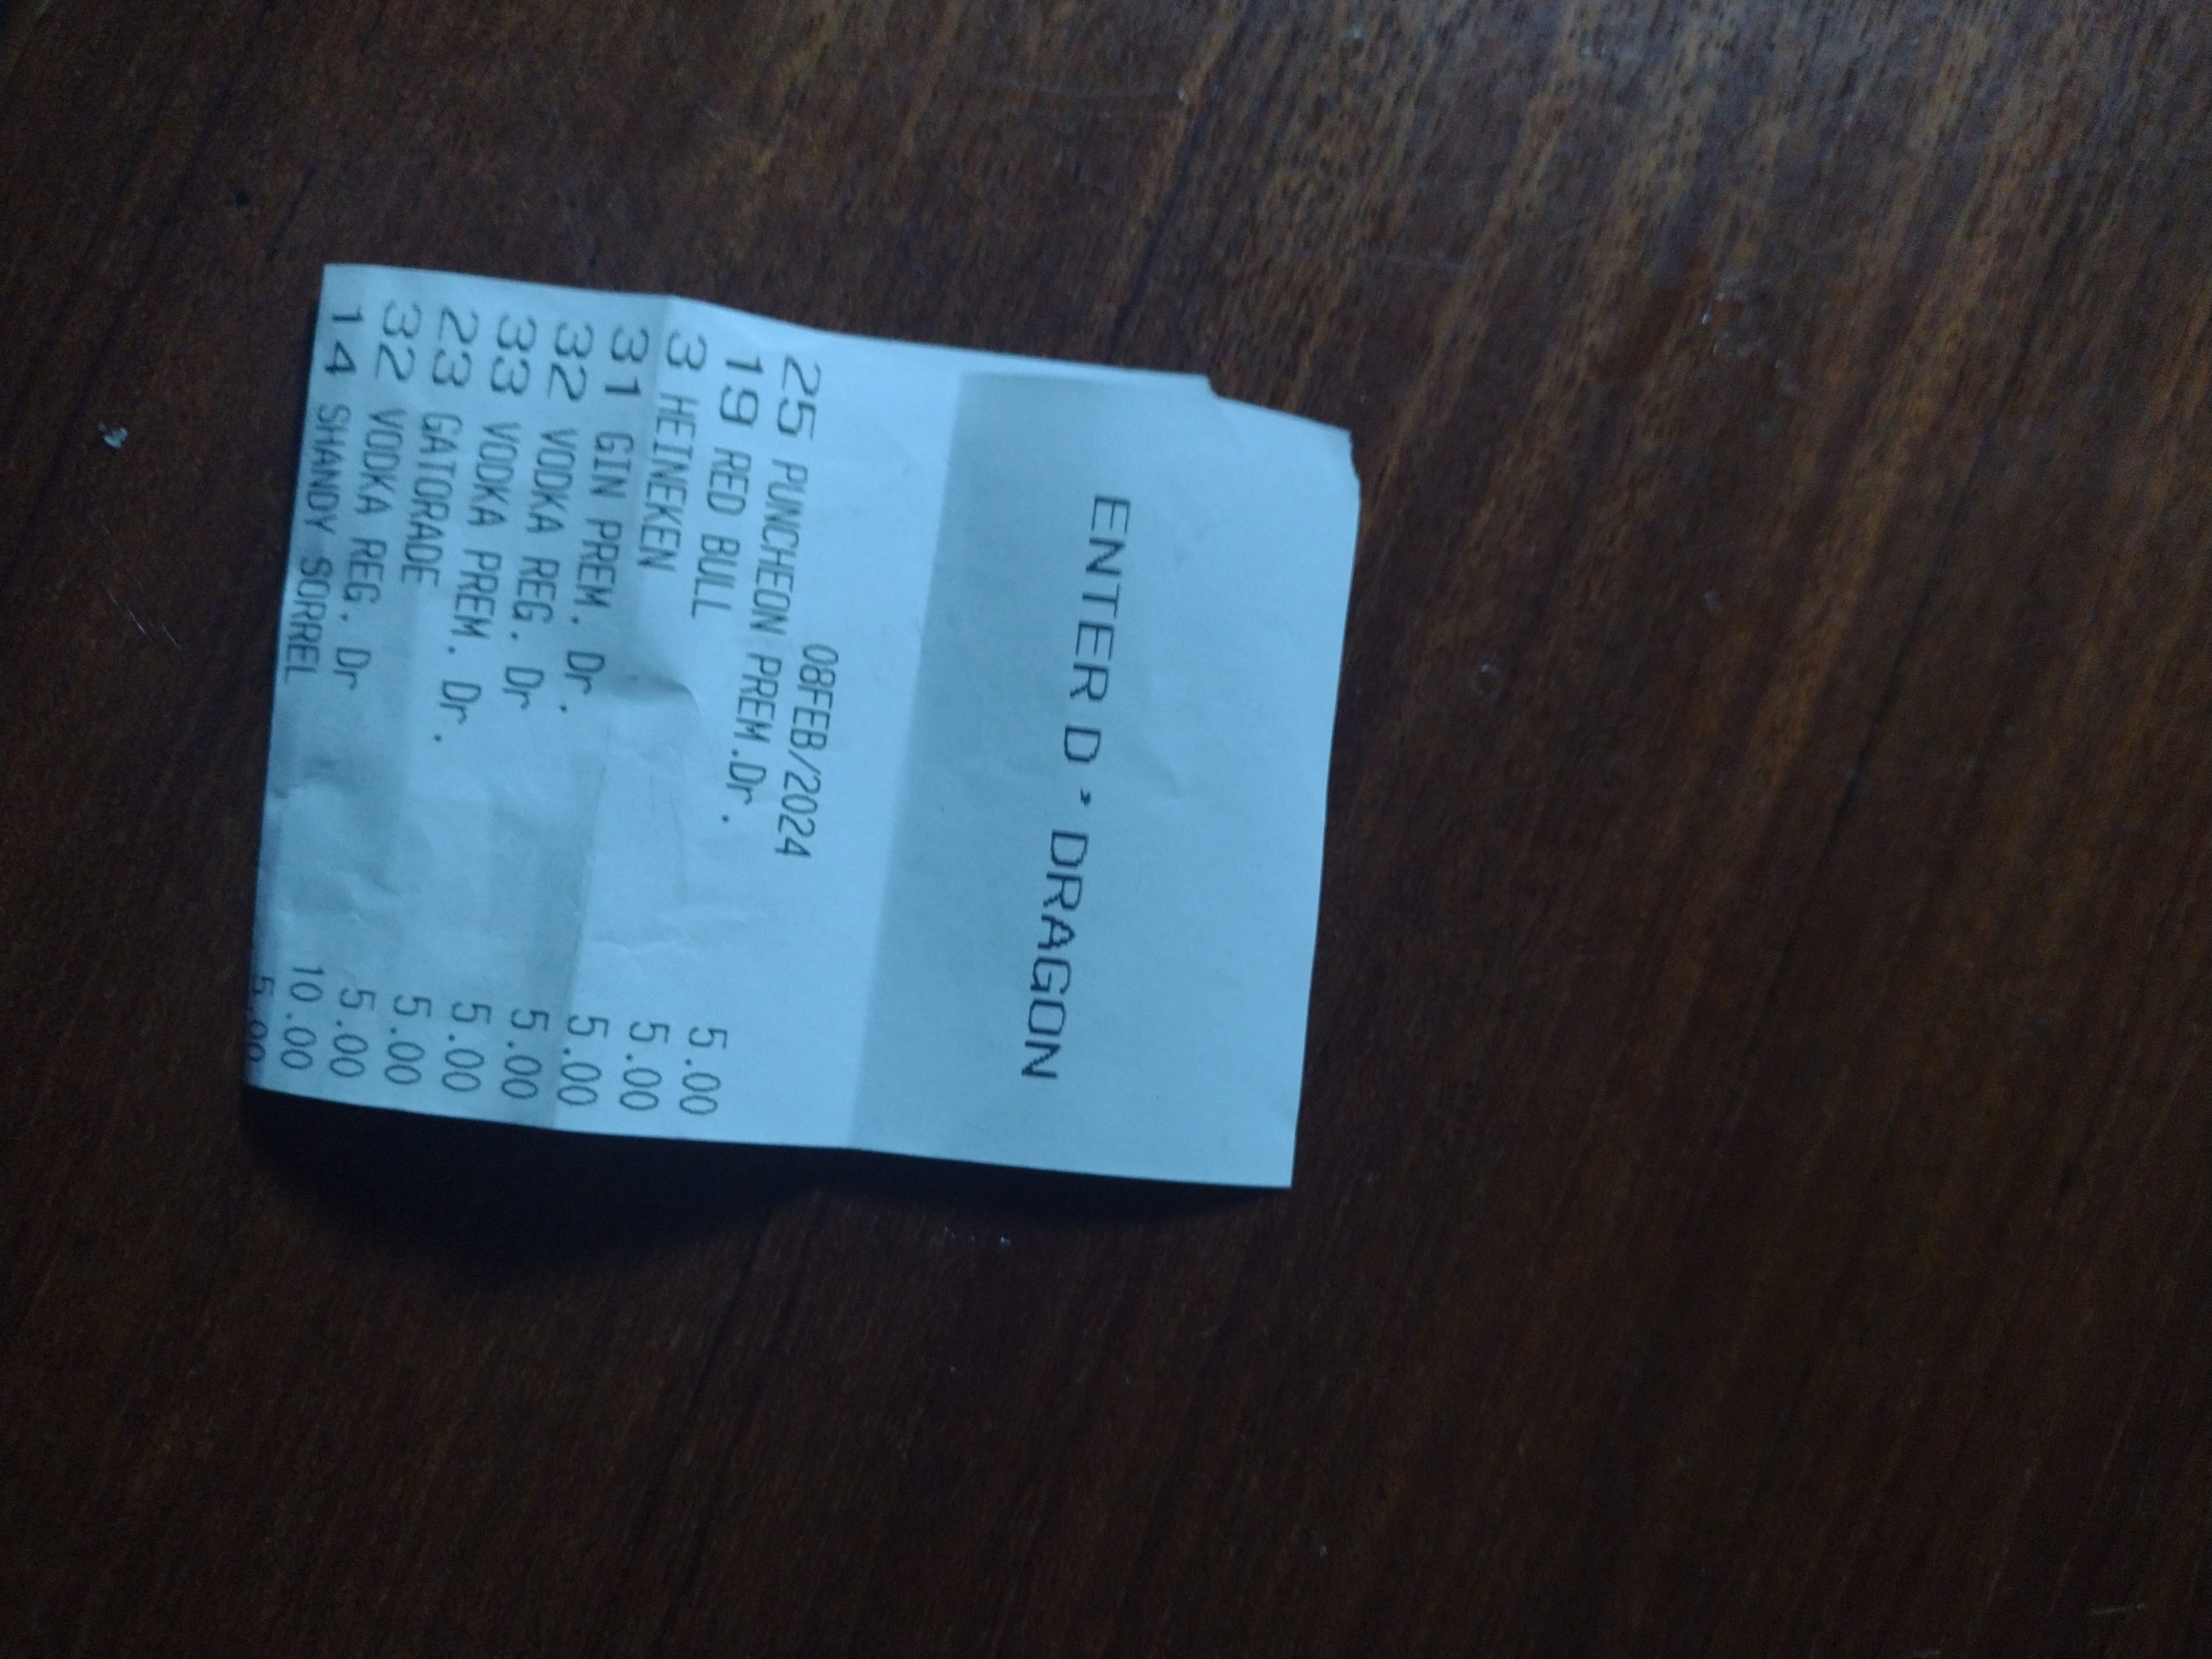 ENTER D'DRAGON
08FEB/2024
25 PUNCHEON PREM.Dr. 5.00
19 RED BULL 5.00
3 HEINEKEN 5.00
31 GIN PREM. Dr. 5.00
32 VODKA REG. Dr 5.00
33 VODKA PREM. Dr. 5.00
23 GATORADE 5.00
32 VODKA REG. Dr 10.00
14 SHANDY SORREL 5.00